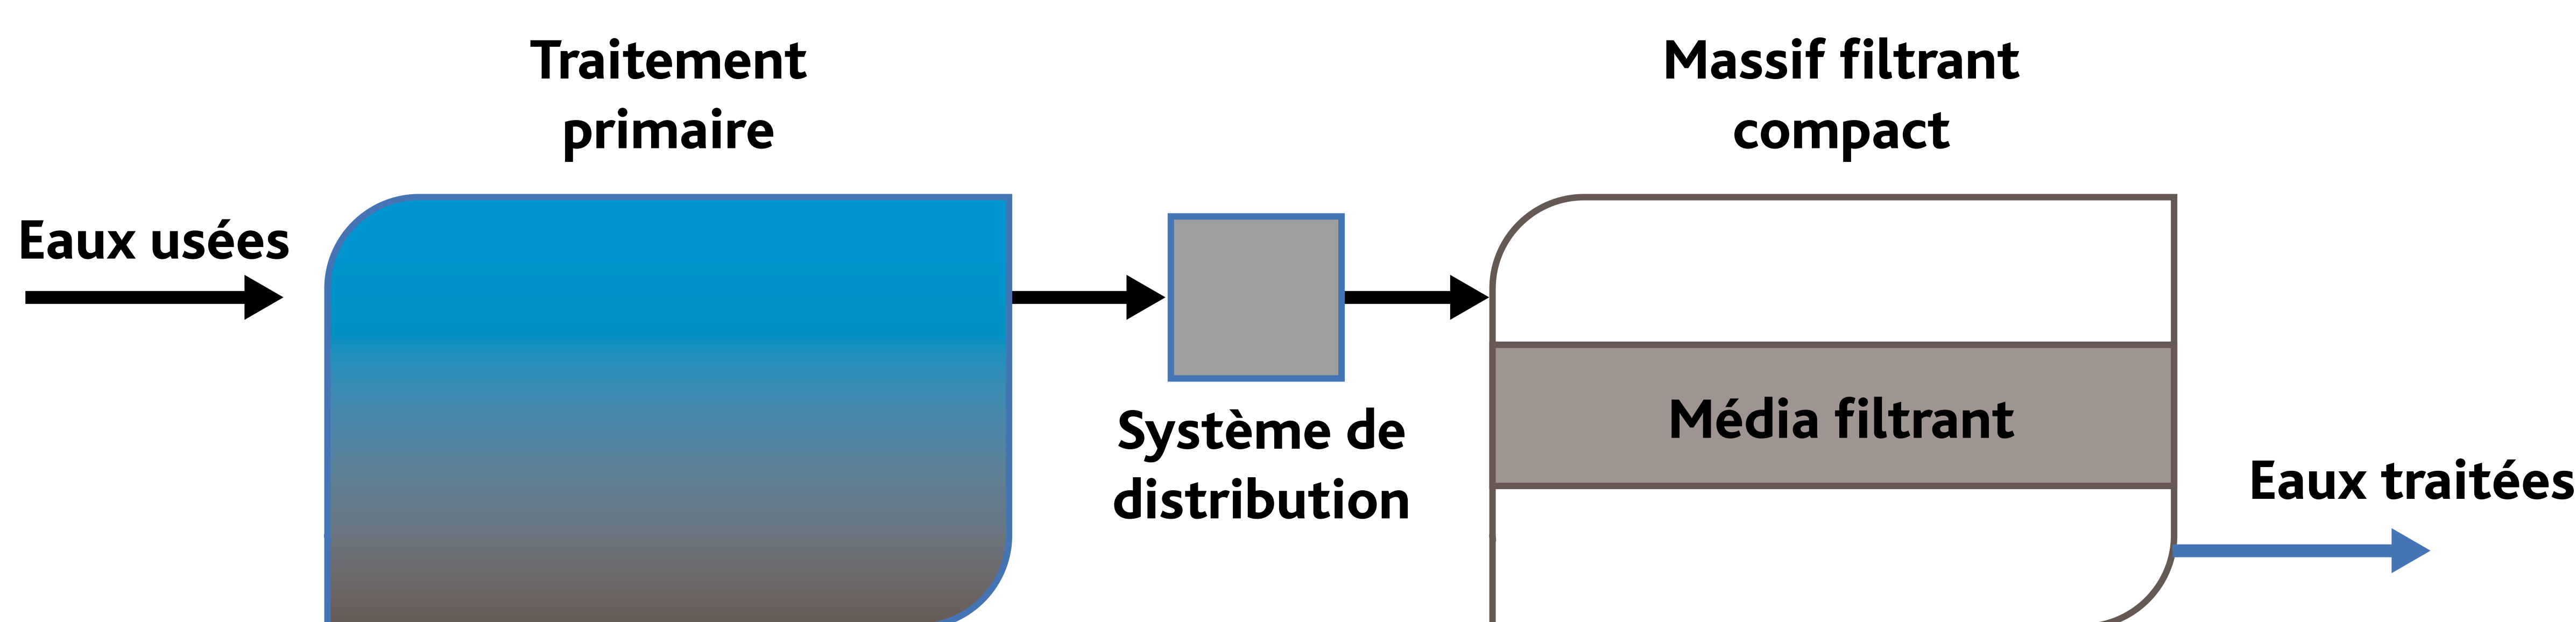 Traitement
primaire
Massif filtrant
compact
Eaux usées
Système de
distribution
Média filtrant
Eaux traitées